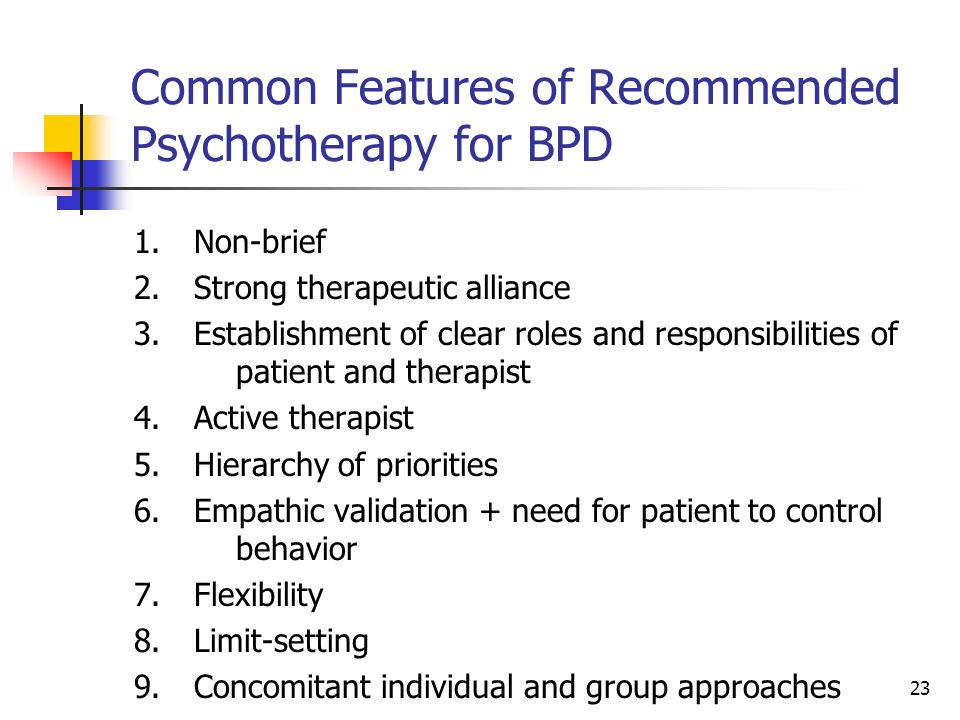 Common Features of Recommended
Psychotherapy for BPD
1. Non-brief
2. Strong therapeutic alliance
3. Establishment of clear roles and responsibilities of
patient and therapist
4. Active therapist
5. Hierarchy of priorities
6. Empathic validation + need for patient to control
behavior
7. Flexibility
8. Limit-setting
9. Concomitant individual and group approaches
23